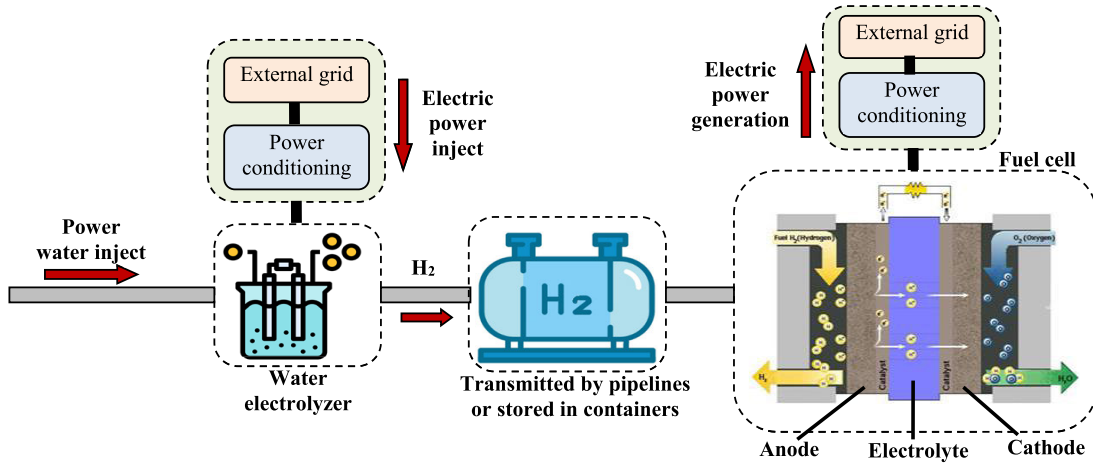 External grid
Power
conditioning
Electric
power
inject
Power
water inject
Water
electrolyzer
H2
H2
Transmitted by pipelines
or stored in containers
Electric
power
generation
External grid
Power
conditioning
Fuel cell
Fuel H2(Hydrogen)
O2(Oxygen)
Catalyst
Catalyst
H2
H2O
Anode
Electrolyte
Cathode